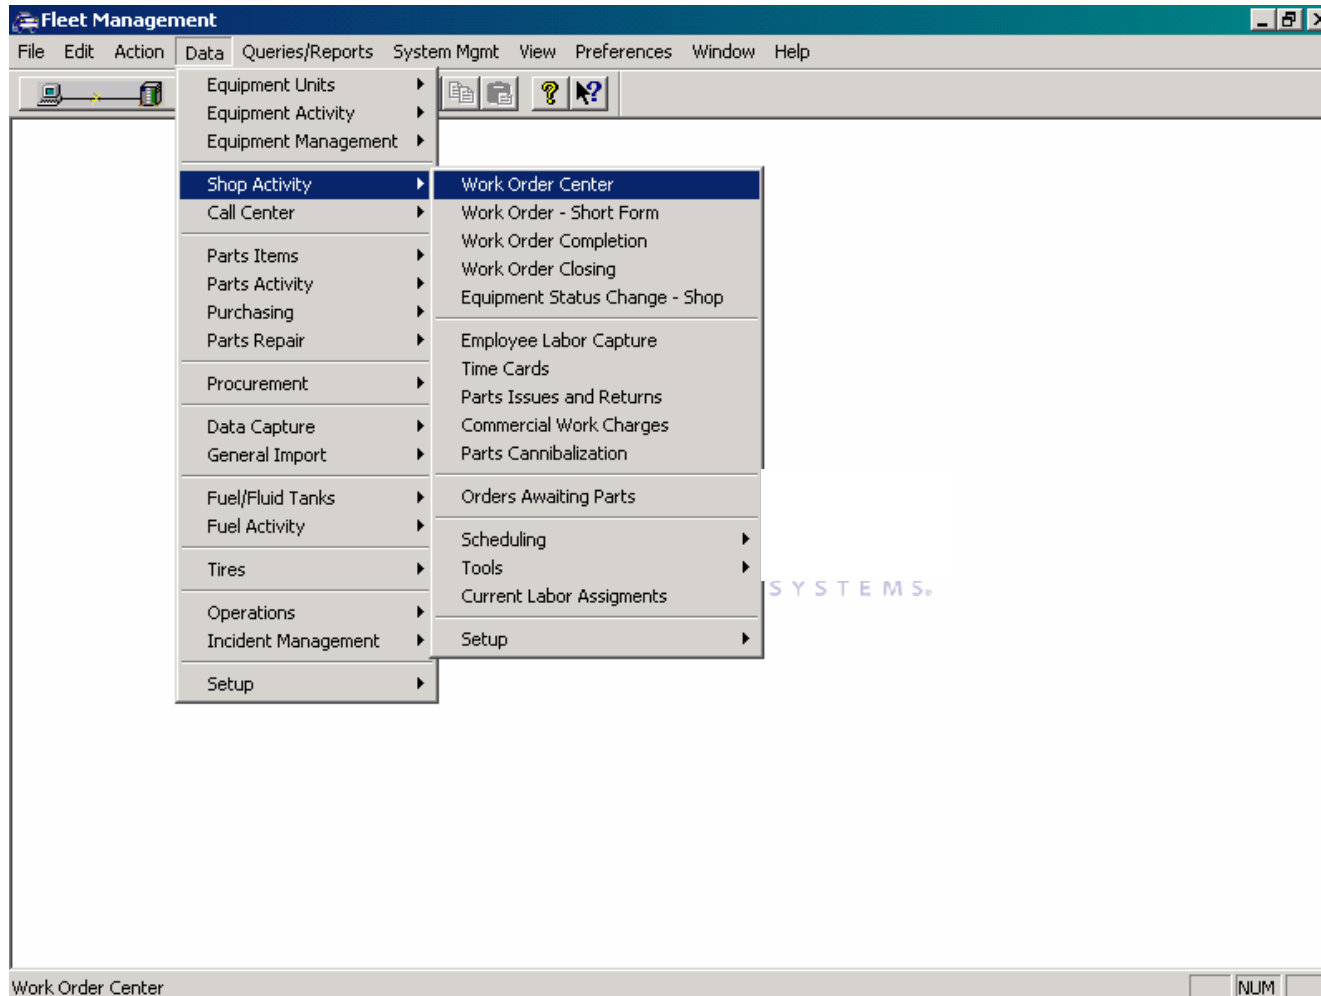 Fleet Management
File Edit Action Data Queries/Reports System Mgmt View Preferences Window Help
Equipment Units
Equipment Activity
Equipment Management
Shop Activity
Call Center
Parts Items
Parts Activity
Purchasing
Parts Repair
Procurement
Data Capture
General Import
Fuel/Fluid Tanks
Fuel Activity
Tires
Operations
Incident Management
Setup
Work Order Center
Work Order - Short Form
Work Order Completion
Work Order Closing
Equipment Status Change - Shop
Employee Labor Capture
Time Cards
Parts Issues and Returns
Commercial Work Charges
Parts Cannibalization
Orders Awaiting Parts
Scheduling
Tools
Current Labor Assigments
Setup
SYSTEMS®
Work Order Center NUM